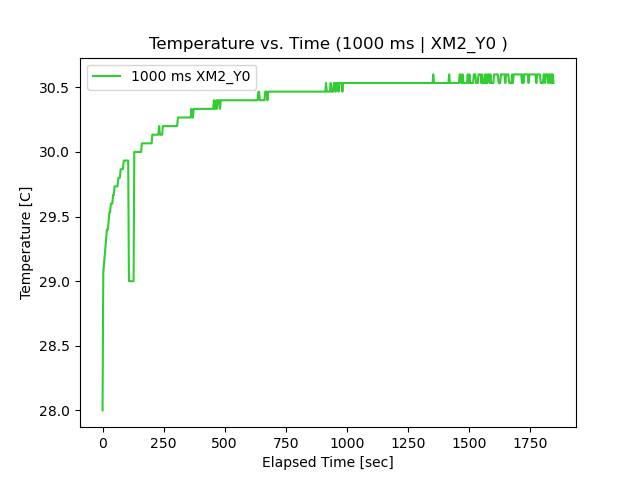 Temperature vs. Time (1000 ms | XM2_Y0 )
1000 ms XM2_Y0
30.5
30.0
29.5
29.0
28.5
28.0
Temperature [C]
0 250 500 750 1000 1250 1500 1750
Elapsed Time [sec]